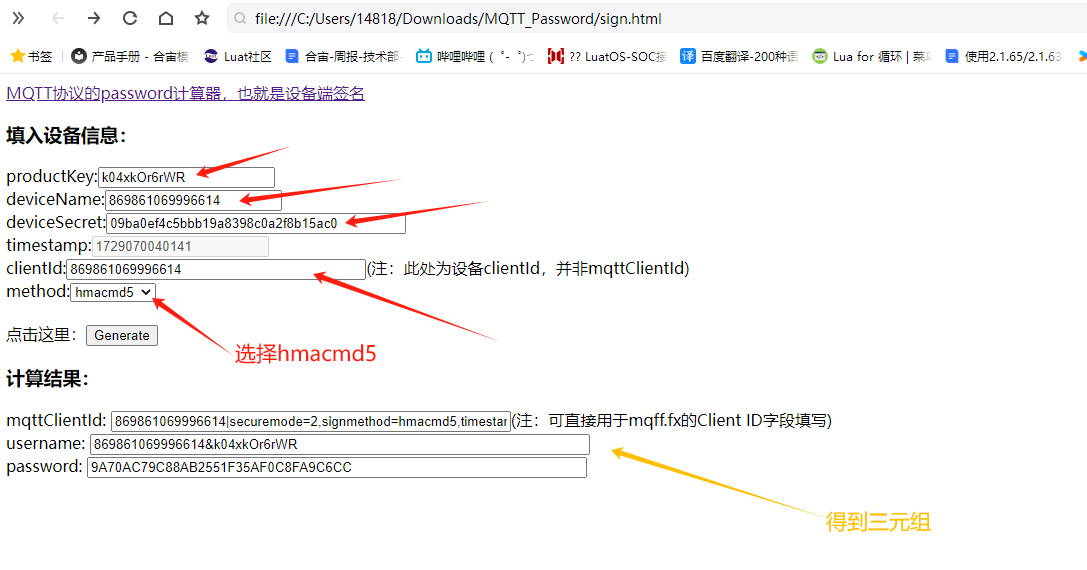 file:///C:/Users/14818/Downloads/MQTT_Password/sign.html
书签 产品手册 - 合宙模 Luat社区 合宙-周报-技术部- 哔哩哔哩 ( ゜- ゜)つ ?? LuatOS-SOC接 译 百度翻译-200种语 Lua for 循环 | 菜鸟 使用2.1.65/2.1.63
MQTT协议的password计算器，也就是设备端签名
填入设备信息：
productKey:k04xkOr6rWR
deviceName:869861069996614
deviceSecret:09ba0ef4c5bbb19a8398c0a2f8b15ac0
timestamp:1729070040141
clientId:869861069996614(注：此处为设备clientId，并非mqttClientId)
method:hmacmd5
点击这里：Generate
选择hmacmd5
计算结果：
mqttClientId: 869861069996614|securemode=2,signmethod=hmacmd5,timestar(注：可直接用于mqff.fx的Client ID字段填写)
username: 869861069996614&k04xkOr6rWR
password: 9A70AC79C88AB2551F35AF0C8FA9C6CC
得到三元组